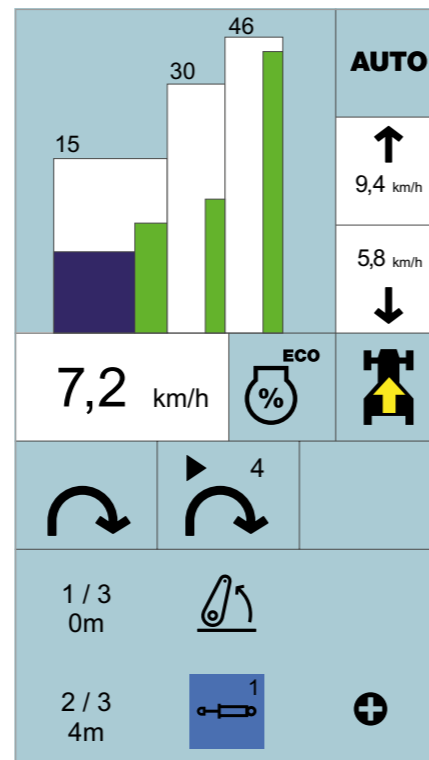 46
30
15
AUTO
9,4 km/h
5,8 km/h
7,2 km/h
ECO
%
4
1 / 3
0m
1
2 / 3
4m